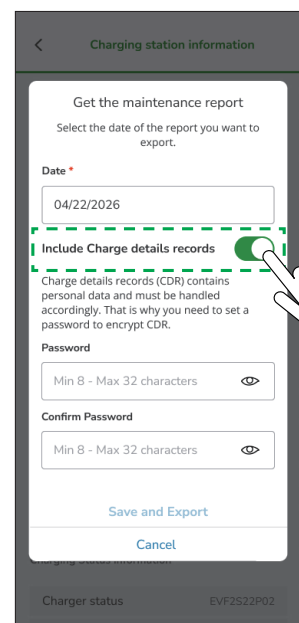 Charging station information
Get the maintenance report
Select the date of the report you want to
export.
Date *
04/22/2026
Include Charge details records
Charge details records (CDR) contains
personal data and must be handled
accordingly. That is why you need to set a
password to encrypt CDR.
Password
Min 8 - Max 32 characters
Confirm Password
Min 8 - Max 32 characters
Save and Export
Cancel
Charging Status Information
Charger status EVF2S22P02